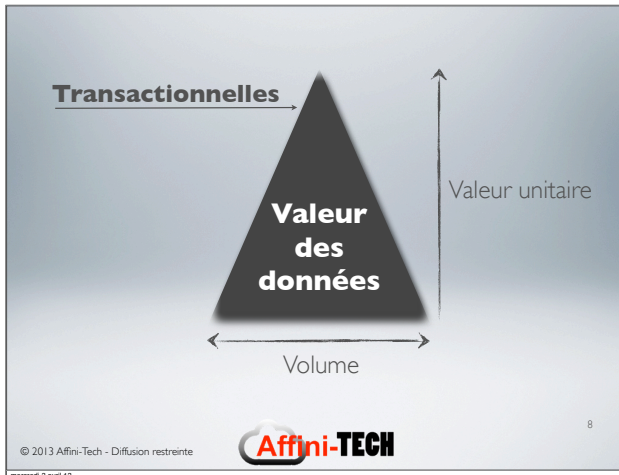 Transactionnelles
Valeur unitaire
Valeur
des
données
Volume
8
© 2013 Affini-Tech - Diffusion restreinte
Affini-TECH